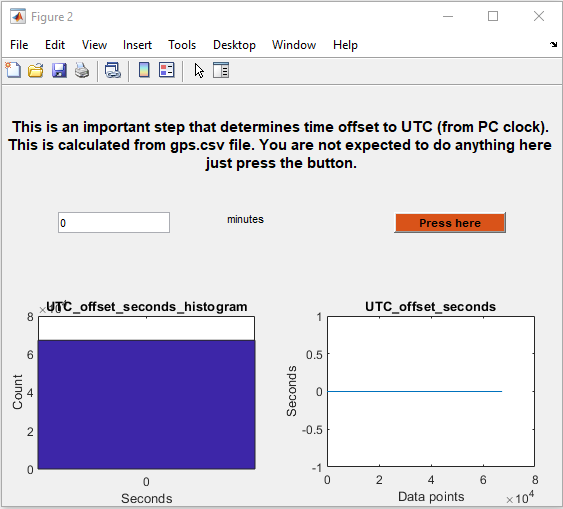 Figure 2
File Edit View Insert Tools Desktop Window Help
This is an important step that determines time offset to UTC (from PC clock).
This is calculated from gps.csv file. You are not expected to do anything here
just press the button.
0 minutes Press here
UTC_offset_seconds_histogram
8
6
4
2
0
Count
0
Seconds
UTC_offset_seconds
1
0.5
0
-0.5
-1
Seconds
0 2 4 6 8
×10⁴
Data points